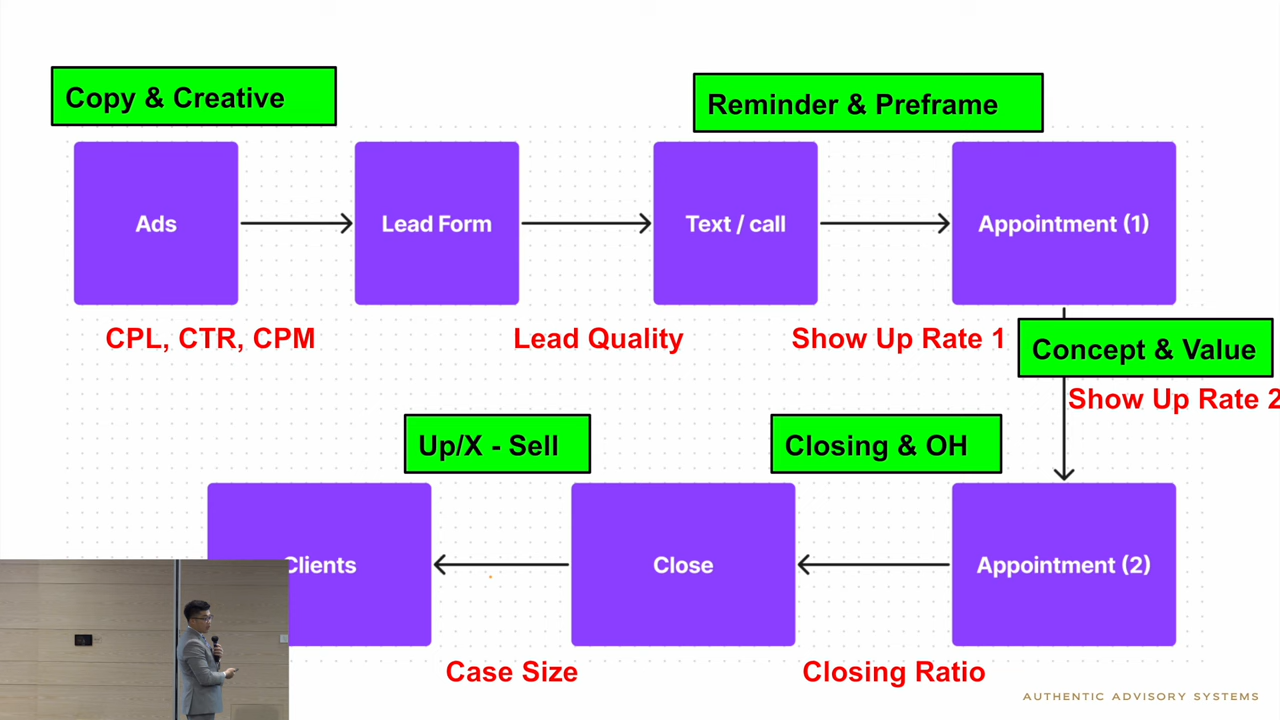 Copy & Creative
Reminder & Preframe
Ads
Lead Form
Text / call
Appointment (1)
CPL, CTR, CPM
Lead Quality
Show Up Rate 1
Concept & Value
Show Up Rate 2
Up/X - Sell
Closing & OH
Clients
Close
Appointment (2)
Case Size
Closing Ratio
AUTHENTIC ADVISORY SYSTEMS